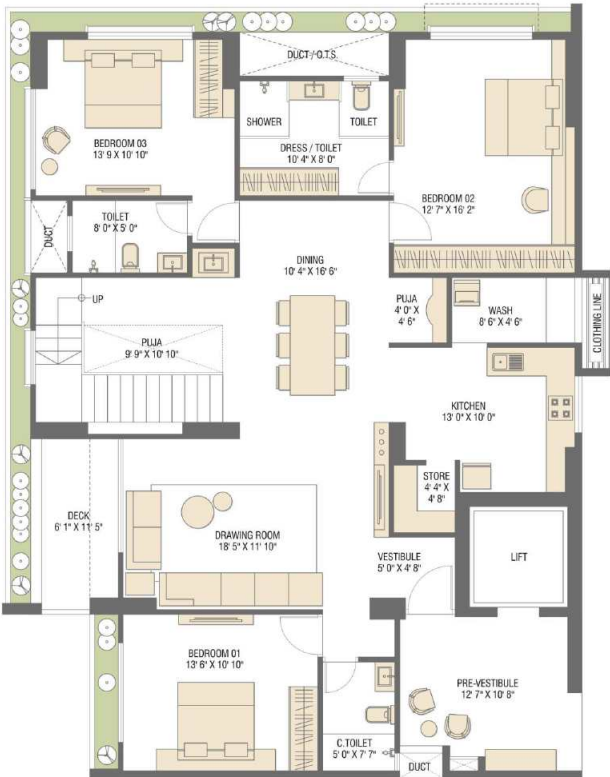 DUCT / O.T.S
SHOWER
TOILET
BEDROOM 03
13' 9 X 10' 10"
DRESS / TOILET
10' 4" X 8' 0"
BEDROOM 02
12' 7" X 16' 2"
TOILET
8' 0" X 5' 0"
DUCT
DINING
10' 4" X 16' 6"
UP
PUJA
4' 0" X
4' 6"
WASH
8' 6" X 4' 6"
CLOTHING LINE
PUJA
9' 9" X 10' 10"
KITCHEN
13' 0" X 10' 0"
STORE
4' 4" X
4' 8"
DECK
6' 1" X 11' 5"
DRAWING ROOM
18' 5" X 11' 10"
VESTIBULE
5' 0" X 4' 8"
LIFT
BEDROOM 01
13' 6" X 10' 10"
PRE-VESTIBULE
12' 7" X 10' 8"
C.TOILET
5' 0" X 7' 7"
DUCT